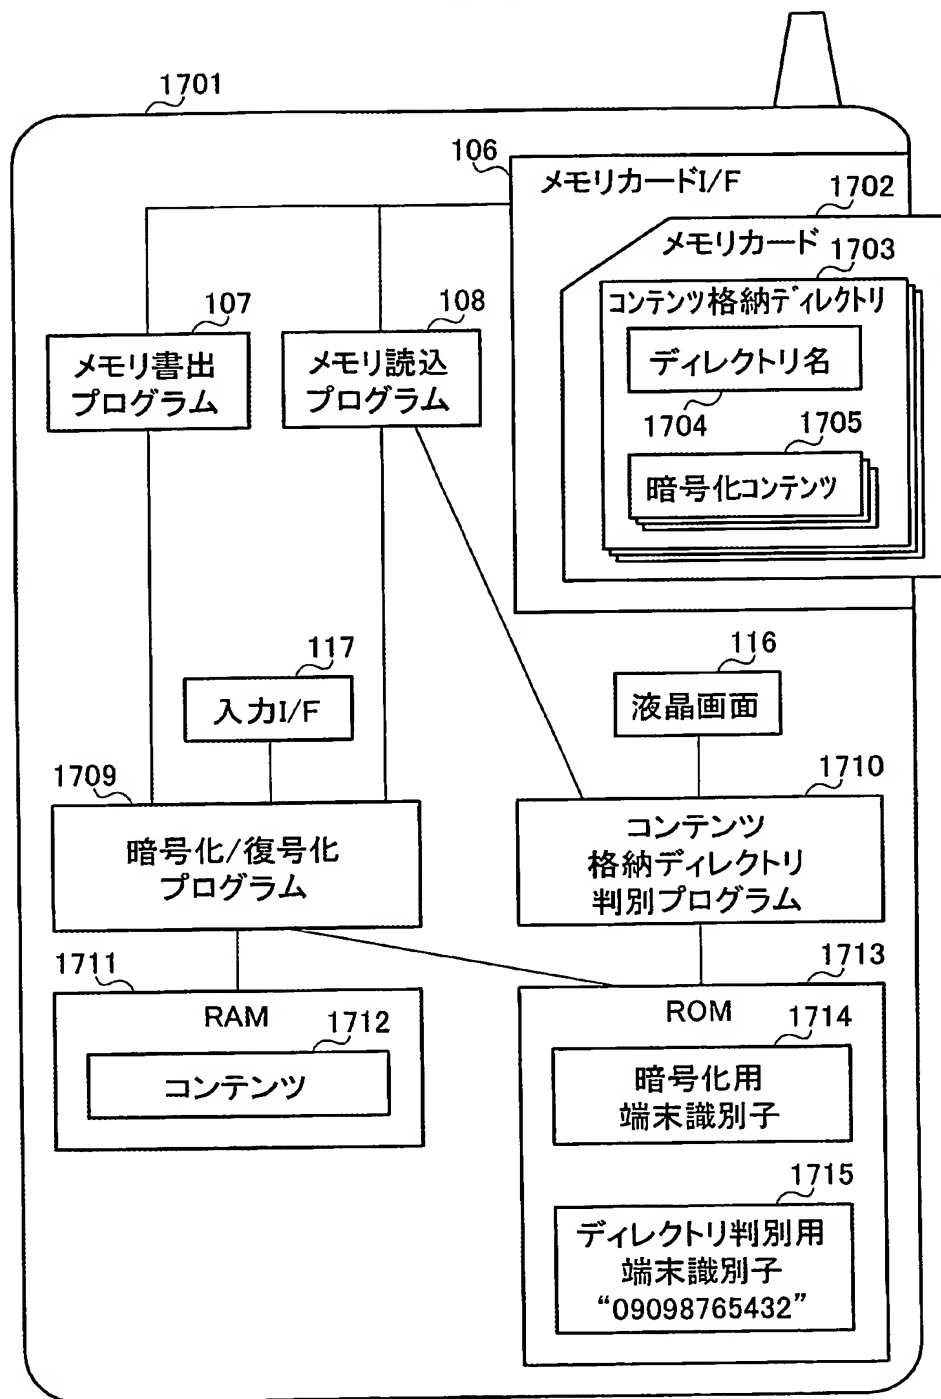 1701
106
メモリカードI/F
1702
メモリカード
1703
コンテンツ格納ディレクトリ
ディレクトリ名
1704
1705
暗号化コンテンツ
107
メモリ書出
プログラム
108
メモリ読込
プログラム
117
入力I/F
116
液晶画面
1709
暗号化/復号化
プログラム
1710
コンテンツ
格納ディレクトリ
判別プログラム
1711
RAM
1712
コンテンツ
1713
ROM
1714
暗号化用
端末識別子
1715
ディレクトリ判別用
端末識別子
“09098765432”